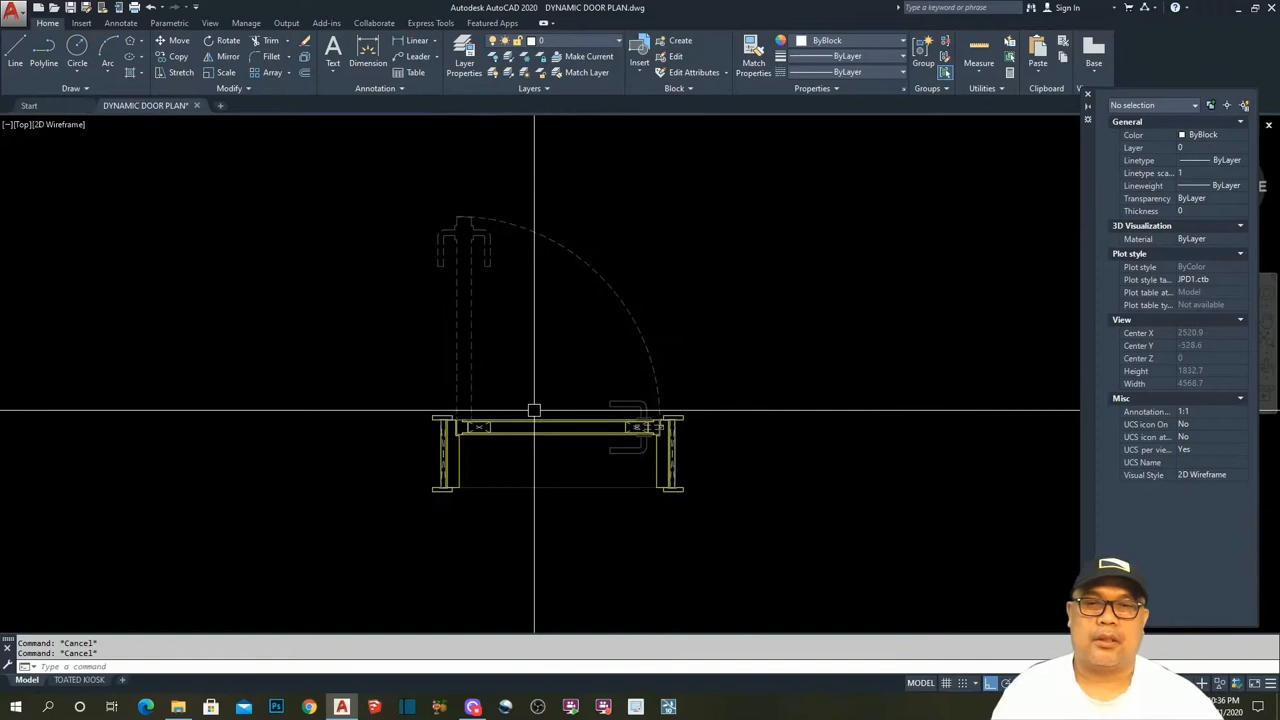 Autodesk AutoCAD 2020 DYNAMIC DOOR PLAN.dwg
Type a keyword or phrase
Sign In
Home Insert Annotate Parametric View Manage Output Add-ins Collaborate Express Tools Featured Apps
Line Polyline Circle Arc
Move Rotate Trim
Copy Mirror Fillet
Stretch Scale Array
Text Dimension
Linear
Leader
Table
Layer Properties
0
Make Current
Match Layer
Insert
Create
Edit
Edit Attributes
Match Properties
ByBlock
ByLayer
ByLayer
Group Measure Paste Base
Draw Modify Annotation Layers Block Properties Groups Utilities Clipboard
Start DYNAMIC DOOR PLAN*
[−][Top][2D Wireframe]
No selection
General
Color ByBlock
Layer 0
Linetype ByLayer
Linetype sca... 1
Lineweight ByLayer
Transparency ByLayer
Thickness 0
3D Visualization
Material ByLayer
Plot style
Plot style ByColor
Plot style ta... JPD1.ctb
Plot table at... Model
Plot table ty... Not available
View
Center X 2520.9
Center Y -328.6
Center Z 0
Height 1832.7
Width 4568.7
Misc
Annotation... 1:1
UCS icon On No
UCS icon at... No
UCS per vie... Yes
UCS Name
Visual Style 2D Wireframe
Command: *Cancel*
Command: *Cancel*
Type a command
Model TOATED KIOSK
MODEL